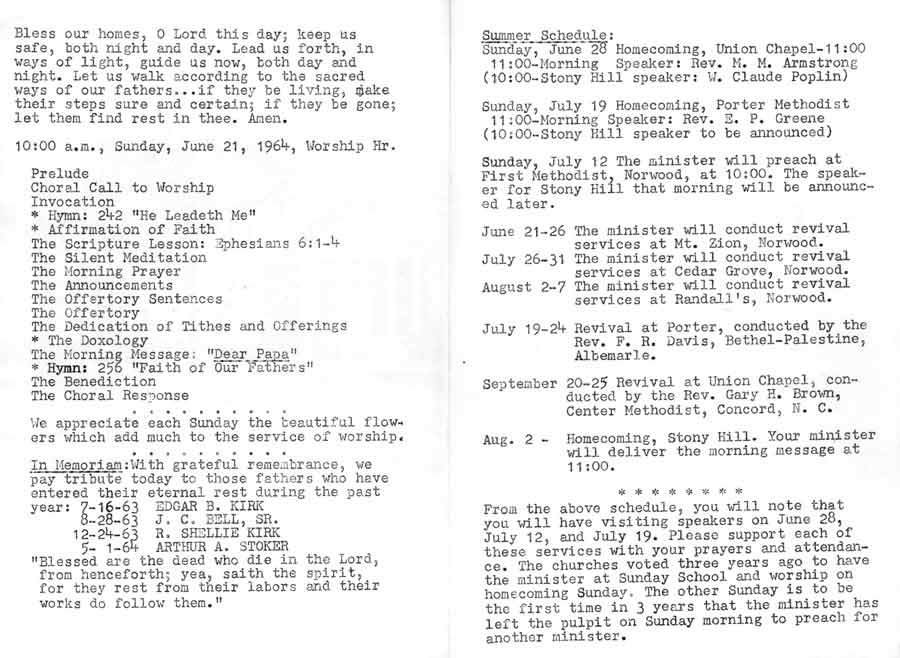 Bless our homes, O Lord this day; keep us
safe, both night and day. Lead us forth, in
ways of light, guide us now, both day and
night. Let us walk according to the sacred
ways of our fathers...if they be living, make
their steps sure and certain; if they be gone;
let them find rest in thee. Amen.
10:00 a.m., Sunday, June 21, 1964, Worship Hr.
Prelude
Choral Call to Worship
Invocation
* Hymn: 242 "He Leadeth Me"
* Affirmation of Faith
The Scripture Lesson: Ephesians 6:1-4
The Silent Meditation
The Morning Prayer
The Announcements
The Offertory Sentences
The Offertory
The Dedication of Tithes and Offerings
* The Doxology
The Morning Message: "Dear Papa"
* Hymn: 256 "Faith of Our Fathers"
The Benediction
The Choral Response
* * * * * * * * * *
We appreciate each Sunday the beautiful flow-
ers which add much to the service of worship.
* * * * * * * * * *
In Memoriam:With grateful remembrance, we
pay tribute today to those fathers who have
entered their eternal rest during the past
year: 7-16-63 EDGAR B. KIRK
8-28-63 J. C. BELL, SR.
12-24-63 R. SHELLIE KIRK
5- 1-64 ARTHUR A. STOKER
"Blessed are the dead who die in the Lord,
from henceforth; yea, saith the spirit,
for they rest from their labors and their
works do follow them."
Summer Schedule:
Sunday, June 28 Homecoming, Union Chapel-11:00
11:00-Morning Speaker: Rev. M. M. Armstrong
(10:00-Stony Hill speaker: W. Claude Poplin)
Sunday, July 19 Homecoming, Porter Methodist
11:00-Morning Speaker: Rev. E. P. Greene
(10:00-Stony Hill speaker to be announced)
Sunday, July 12 The minister will preach at
First Methodist, Norwood, at 10:00. The speak-
er for Stony Hill that morning will be announc-
ed later.
June 21-26 The minister will conduct revival
services at Mt. Zion, Norwood.
July 26-31 The minister will conduct revival
services at Cedar Grove, Norwood.
August 2-7 The minister will conduct revival
services at Randall's, Norwood.
July 19-24 Revival at Porter, conducted by the
Rev. F. R. Davis, Bethel-Palestine,
Albemarle.
September 20-25 Revival at Union Chapel, con-
ducted by the Rev. Gary H. Brown,
Center Methodist, Concord, N. C.
Aug. 2 - Homecoming, Stony Hill. Your minister
will deliver the morning message at
11:00.
* * * * * * * *
From the above schedule, you will note that
you will have visiting speakers on June 28,
July 12, and July 19. Please support each of
these services with your prayers and attendan-
ce. The churches voted three years ago to have
the minister at Sunday School and worship on
homecoming Sunday. The other Sunday is to be
the first time in 3 years that the minister has
left the pulpit on Sunday morning to preach for
another minister.